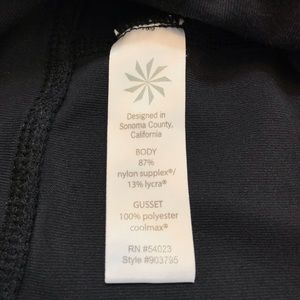 Designed in
Sonoma County,
California
BODY
87%
nylon supplex®/
13% lycra®
GUSSET
100% polyester
coolmax®
RN #54023
Style #903795